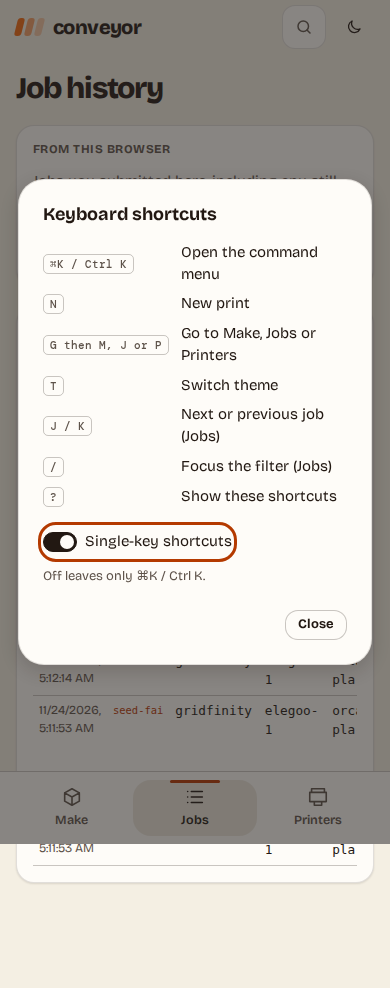 conveyor
Job history
FROM THIS BROWSER
Keyboard shortcuts
⌘K / Ctrl K
Open the command
menu
N
New print
G then M, J or P
Go to Make, Jobs or
Printers
T
Switch theme
J / K
Next or previous job
(Jobs)
/
Focus the filter (Jobs)
?
Show these shortcuts
Single-key shortcuts
Off leaves only ⌘K / Ctrl K.
Close
5:12:14 AM 1 pla
11/24/2026, seed-fai gridfinity elegoo- orca
5:11:53 AM 1 pla
Make Jobs Printers
5:11:53 AM 1 pla